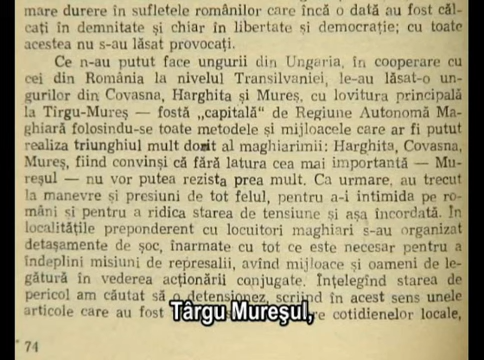 mare durere în sufletele românilor care încă o dată au fost căl-
cați în demnitate și chiar în libertate și democrație; cu toate
acestea nu s-au lăsat provocați.
Ce n-au putut face ungurii din Ungaria, în cooperare cu
cei din România la nivelul Transilvaniei, le-au lăsat-o un-
gurilor din Covasna, Harghita și Mureș, cu lovitura principală
la Tîrgu-Mureș — fostă „capitală“ de Regiune Autonomă Ma-
ghiară folosindu-se toate metodele și mijloacele care ar fi putut
realiza triunghiul mult dorit al maghiarimii: Harghita, Covasna,
Mureș, fiind convinși că fără latura cea mai importantă — Mu-
reșul — nu vor putea rezista prea mult. Ca urmare, au trecut
la manevre și presiuni de tot felul, pentru a-i intimida pe ro-
mâni și pentru a ridica starea de tensiune și așa încordată. În
localitățile preponderent cu locuitori maghiari s-au organizat
detașamente de șoc, înarmate cu tot ce este necesar pentru a
îndeplini misiuni de represalii, avînd mijloace și oameni de le-
gătură în vederea acționării conjugate. Înțelegînd starea de
pericol am căutat să o detensionez, scriind în acest sens unele
articole care au fost cotidienelor locale,
Târgu Mureşul,
74